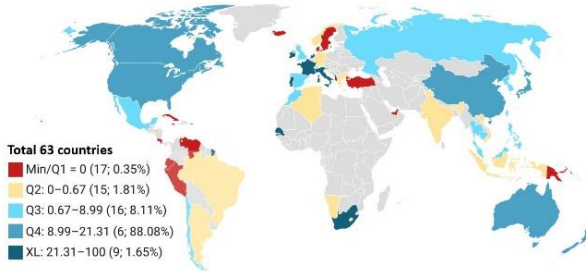 Total 63 countries
Min/Q1 = 0 (17; 0.35%)
Q2: 0–0.67 (15; 1.81%)
Q3: 0.67–8.99 (16; 8.11%)
Q4: 8.99–21.31 (6; 88.08%)
XL: 21.31–100 (9; 1.65%)